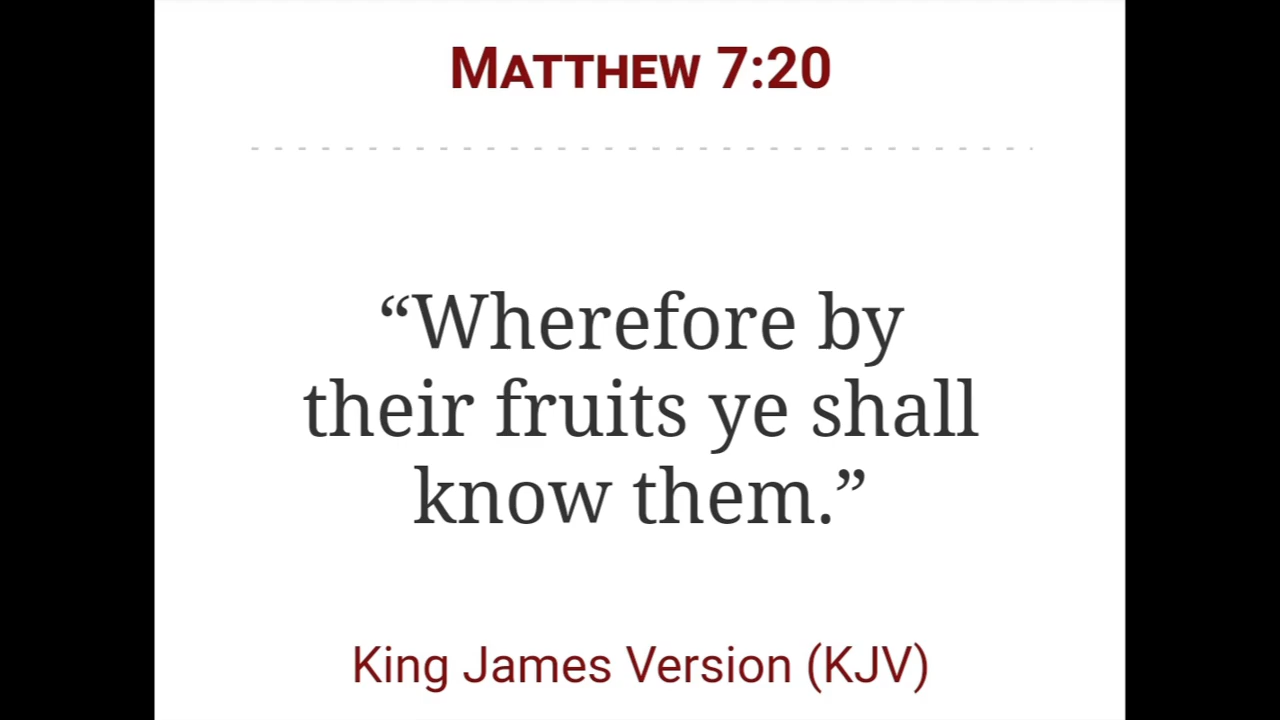 MATTHEW 7:20
“Wherefore by
their fruits ye shall
know them.”
King James Version (KJV)